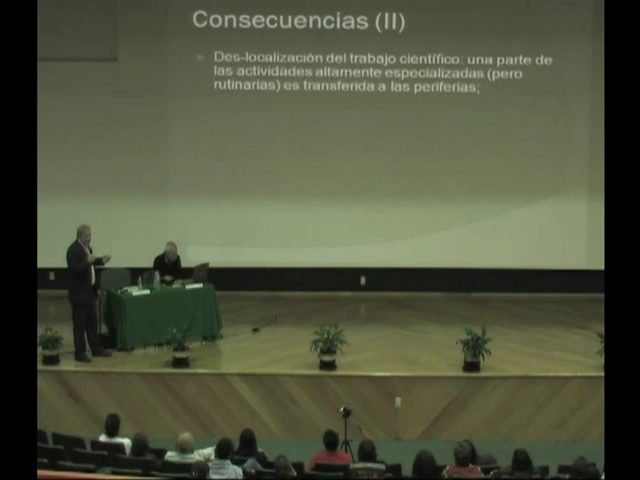 Consecuencias (II)
Des-localización del trabajo científico: una parte de
las actividades altamente especializadas (pero
rutinarias) es transferida a las periferias;